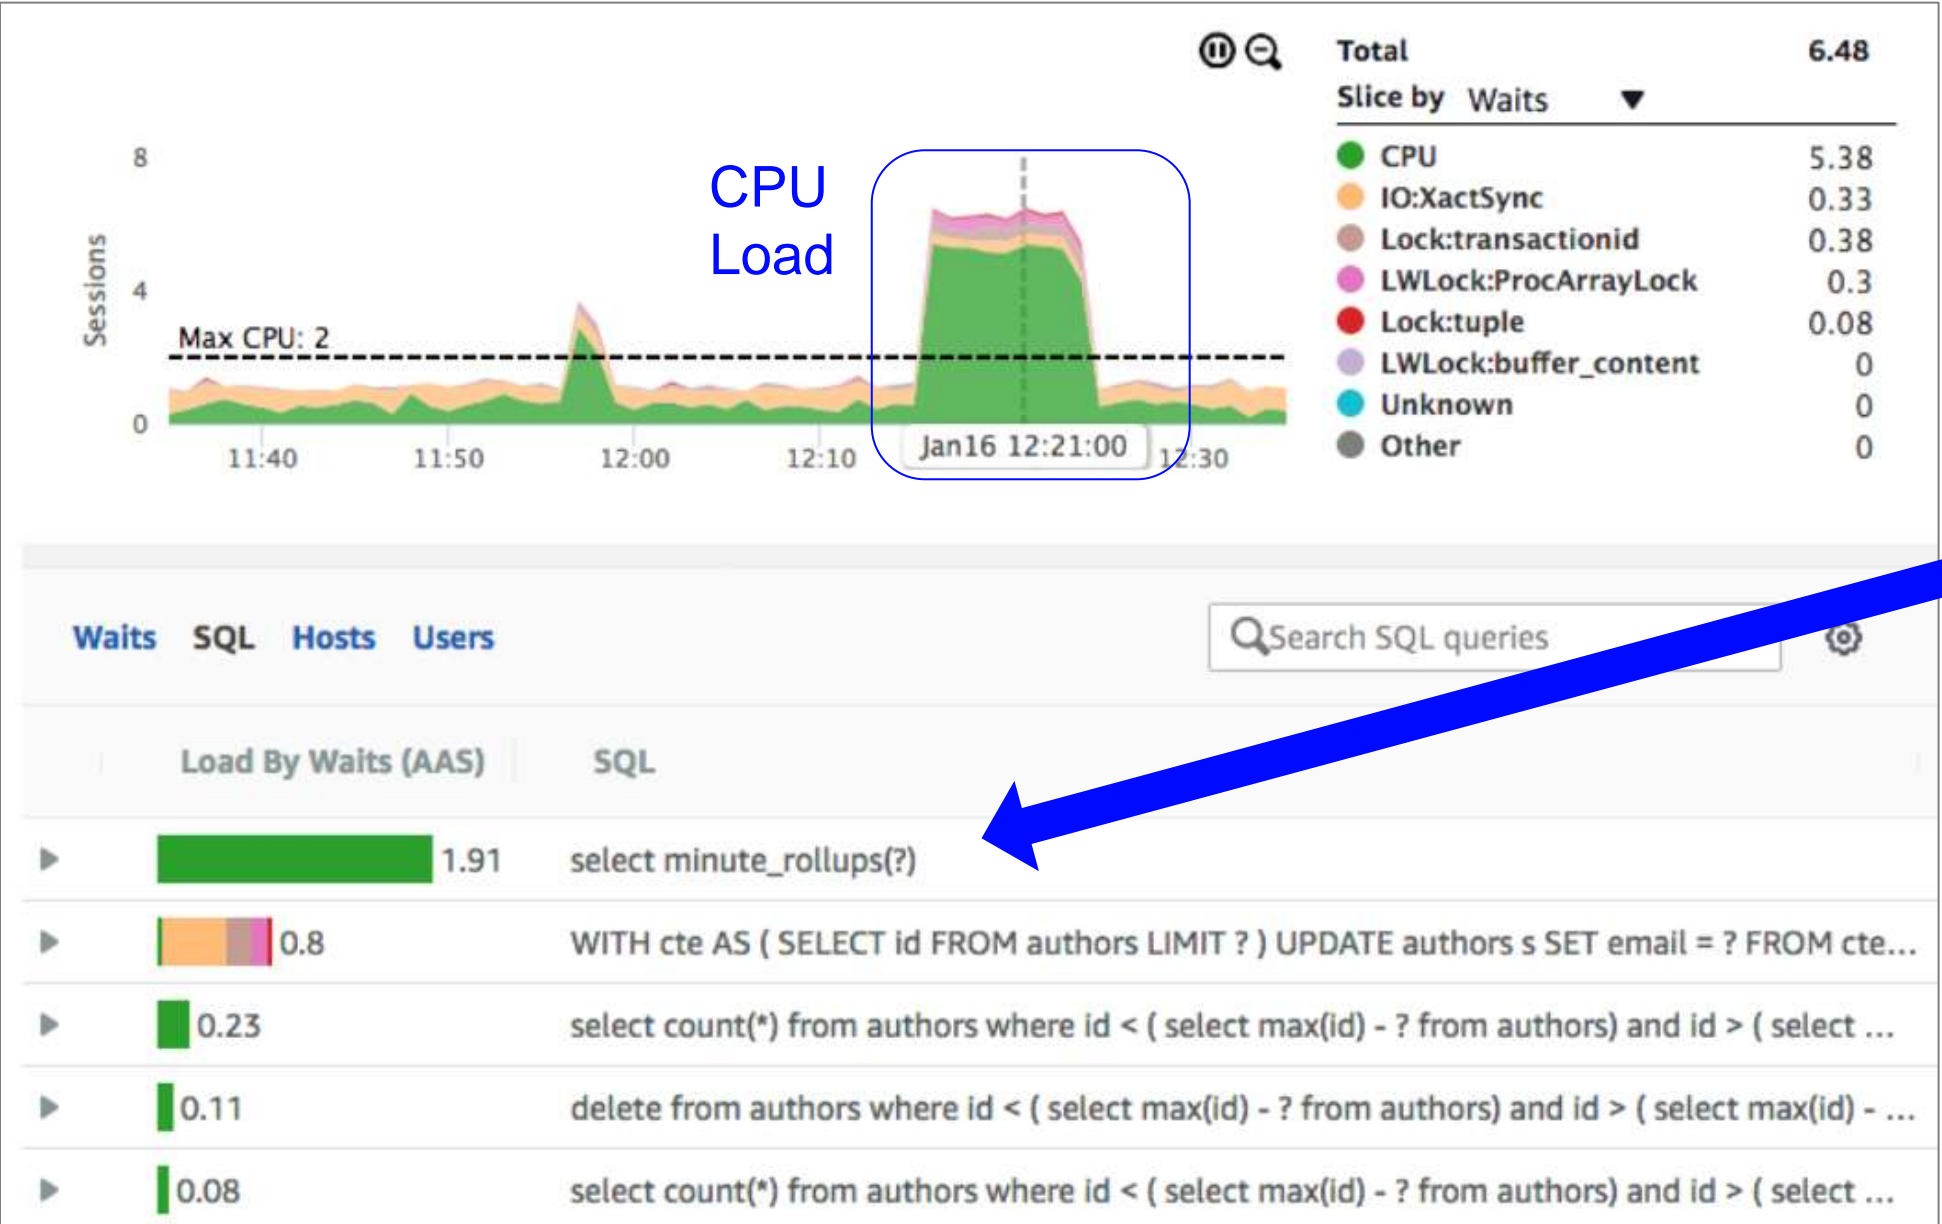 Total 6.48
Slice by Waits
8
4
0
Sessions
Max CPU: 2
CPU
Load
11:40 11:50 12:00 12:10 Jan16 12:21:00 12:30
CPU 5.38
IO:XactSync 0.33
Lock:transactionid 0.38
LWLock:ProcArrayLock 0.3
Lock:tuple 0.08
LWLock:buffer_content 0
Unknown 0
Other 0
Waits SQL Hosts Users Search SQL queries
Load By Waits (AAS) SQL
1.91 select minute_rollups(?)
0.8 WITH cte AS ( SELECT id FROM authors LIMIT ? ) UPDATE authors s SET email = ? FROM cte...
0.23 select count(*) from authors where id < ( select max(id) - ? from authors) and id > ( select ...
0.11 delete from authors where id < ( select max(id) - ? from authors) and id > ( select max(id) - ...
0.08 select count(*) from authors where id < ( select max(id) - ? from authors) and id > ( select ...